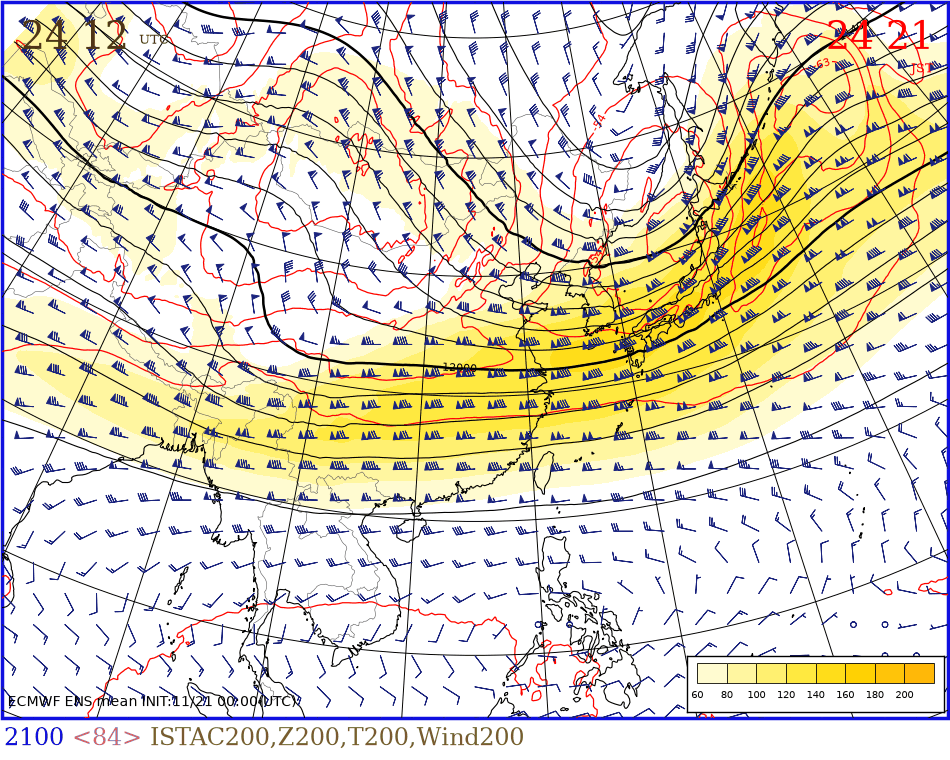 24 12 UTC
24 21
JST
-63
12000
60 80 100 120 140 160 180 200
ECMWF ENS mean INIT:11/21 00:00(UTC)
2100 <84> ISTAC200,Z200,T200,Wind200